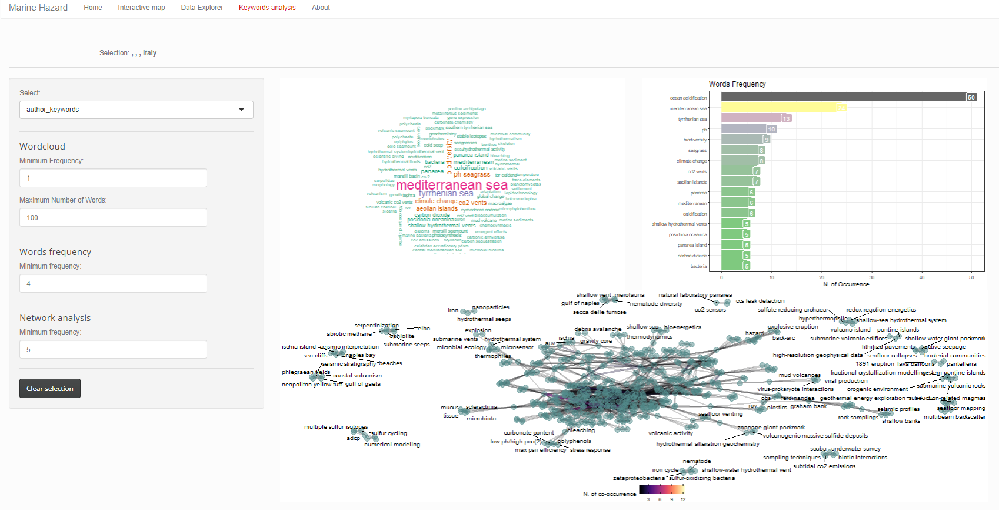 Marine Hazard Home Interactive map Data Explorer Keywords analysis About
Selection: , , , Italy
Select:
author_keywords
Wordcloud
Minimum Frequency:
1
Maximum Number of Words:
100
Words frequency
Minimum frequency:
4
Network analysis
Minimum frequency:
5
Clear selection
pontine archipelago
metalliferous sediments
myriapora truncata gene expression
polychaeta carbonate chemistry
volcanic seamount pockmark southern tyrrhenian sea
aeolian arc
geochemistry stable isotopes microbial community
polychaeta invertebrates hydrothermalism
epiphytes seagrasses benthos skeleton
eolo seamount cold seep pco2 hydrothermal activity
biodiversity
hydrothermal system hydrothermal vent
scientific diving acidification panarea island bleaching
hydrothermal fluids bacteria mediterranean marine sediment
co2 calcification hydrothermal
hydrothermal vents panarea volcanic vents
marsili basin co 2 ph seagrass tor caldara temperature
serpulidae trace elements
morphology mediterranean sea planctomycetes
settlement
volcanism growth tephra tyrrhenian sea adaptation lepidochronology
global change holocene tephra
volcanic co2 vents climate change co2 vents macroalgae
sicilian channel rov aeolian islands cymodocea nodosa microphytobenthos
siderite
carbon dioxide co2 vent bioaccumulation
posidonia oceanica boron mud volcano marine sediments
aquatic plant ecology
shallow hydrothermal vents chemosynthesis
diatoms marsili seamount emergent effects
marine bacteria photosynthesis carbonic anhydrase
co2 emissions bryozoan carbon sequestration
calabrian accretionary prism
central mediterranean sea microbial biofilms
Words Frequency
ocean acidification 50
mediterranean sea
tyrrhenian sea 13
ph 10
biodiversity 9
seagrass 8
climate change 8
co2 vents 7
aeolian islands 7
panarea 6
mediterranean 6
calcification 6
shallow hydrothermal vents 5
posidonia oceanica 5
panarea island 5
carbon dioxide 5
bacteria 5
0 10 20 30 40 50
N. of Occurrence
shallow vent meiofauna
gulf of naples nematode diversity
secca delle fumose
natural laboratory panarea
ccs leak detection
co2 sensors
iron nanoparticles
hydrothermal seeps
sulfate-reducing archaea redox reaction energetics
hyperthermophile shallow-sea hydrothermal system
serpentinization elba
abiotic methane ophiolite
submarine seeps
explosion
submarine vents hydrothermal system
microbial ecology microsensor
thermophiles
debris avalanche shallow-sea bioenergetics
ischia thermodynamics
auv gravity core
explosive eruption
hazard
back-arc
vulcano island pontine islands
submarine volcanic edifices shallow-water giant pockmark
lithified pavements active seepage
high-resolution geophysical data seafloor collapses bacterial communities
1891 eruption lava balloons pantelleria
ischia island seismic interpretation
sea cliffs naples bay
seismic stratigraphy beaches
phlegraean fields coastal volcanism
neapolitan yellow tuff gulf of gaeta
mud volcanoes fractional crystallization modelling western pontine islands
viral production
virus-prokaryote interactions orogenic environment submarine volcanic rocks
obs ferdinandea geothermal energy exploration subduction-related magmas
rov plastics graham bank seismic profiles seafloor mapping
seafloor venting rock samplings shallow banks multibeam backscatter
mucus scleractinia
tissue microbiota
multiple sulfur isotopes
sulfur cycling
adcp
numerical modeling
carbonate content bleaching
low-ph/high-pco(2) polyphenols
max psii efficiency stress response
volcanic activity
zannone giant pockmark
volcanogenic massive sulfide deposits
hydrothermal alteration geochemistry
scuba underwater survey
sampling techniques biotic interactions
subtidal co2 emissions
nematode
iron cycle shallow-water hydrothermal vent
zetaproteobacteria sulfur-oxidizing bacteria
N. of co-occurrence
3 6 9 12